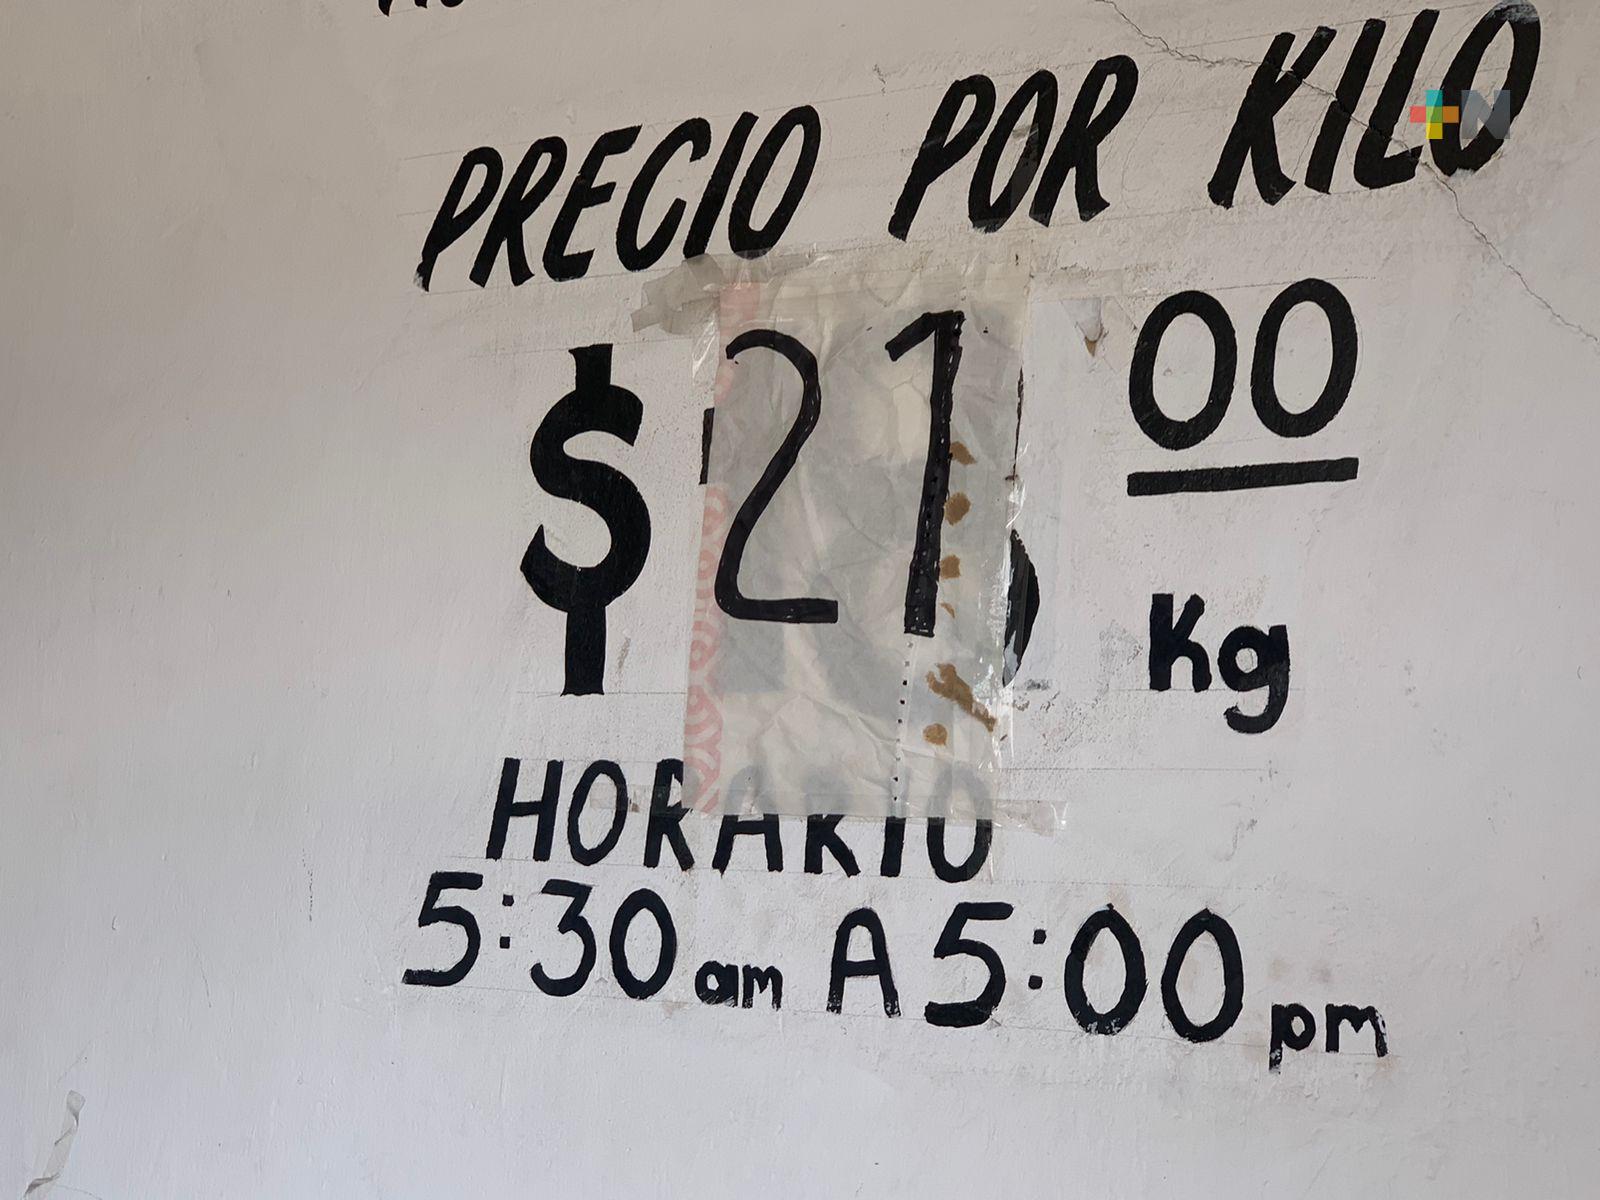 PRECIO POR KILO
+N
$21 00
Kg
HORARIO
5:30 am A 5:00 pm